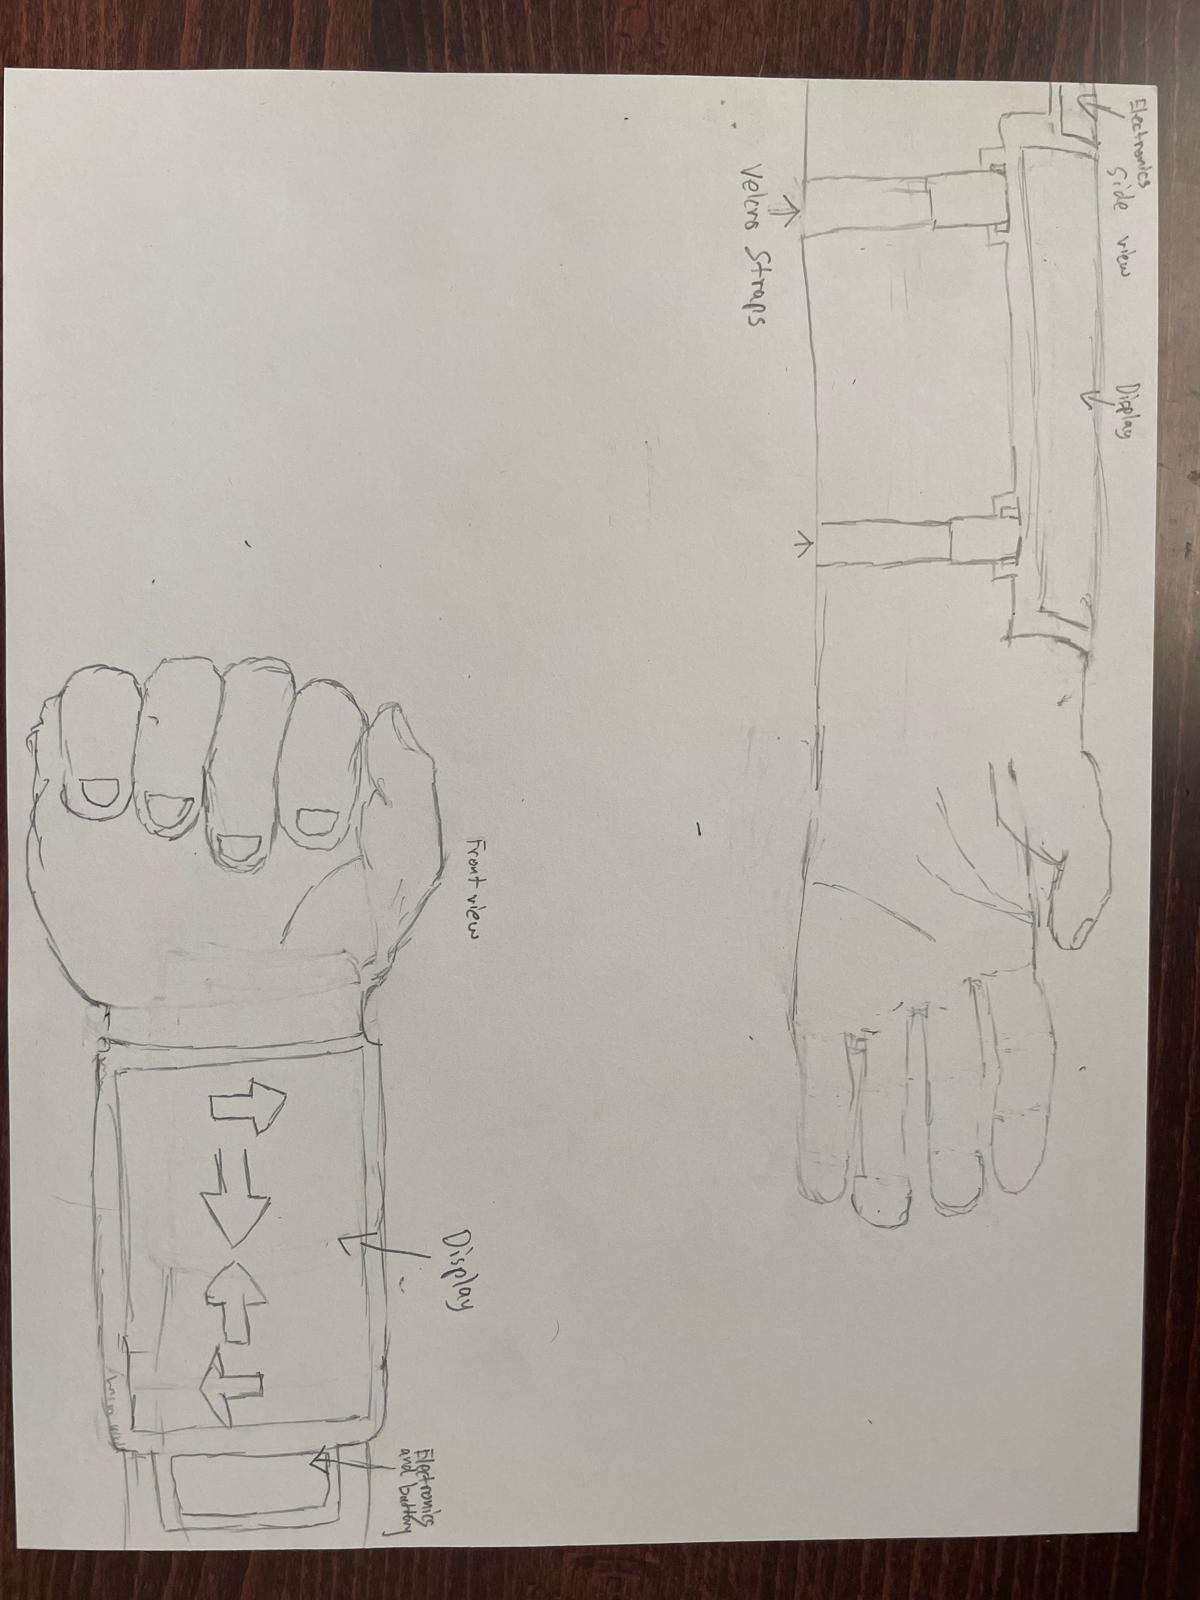 Electronics
Side view
Display
Velcro Straps
Front view
Display
Electronics
and battery